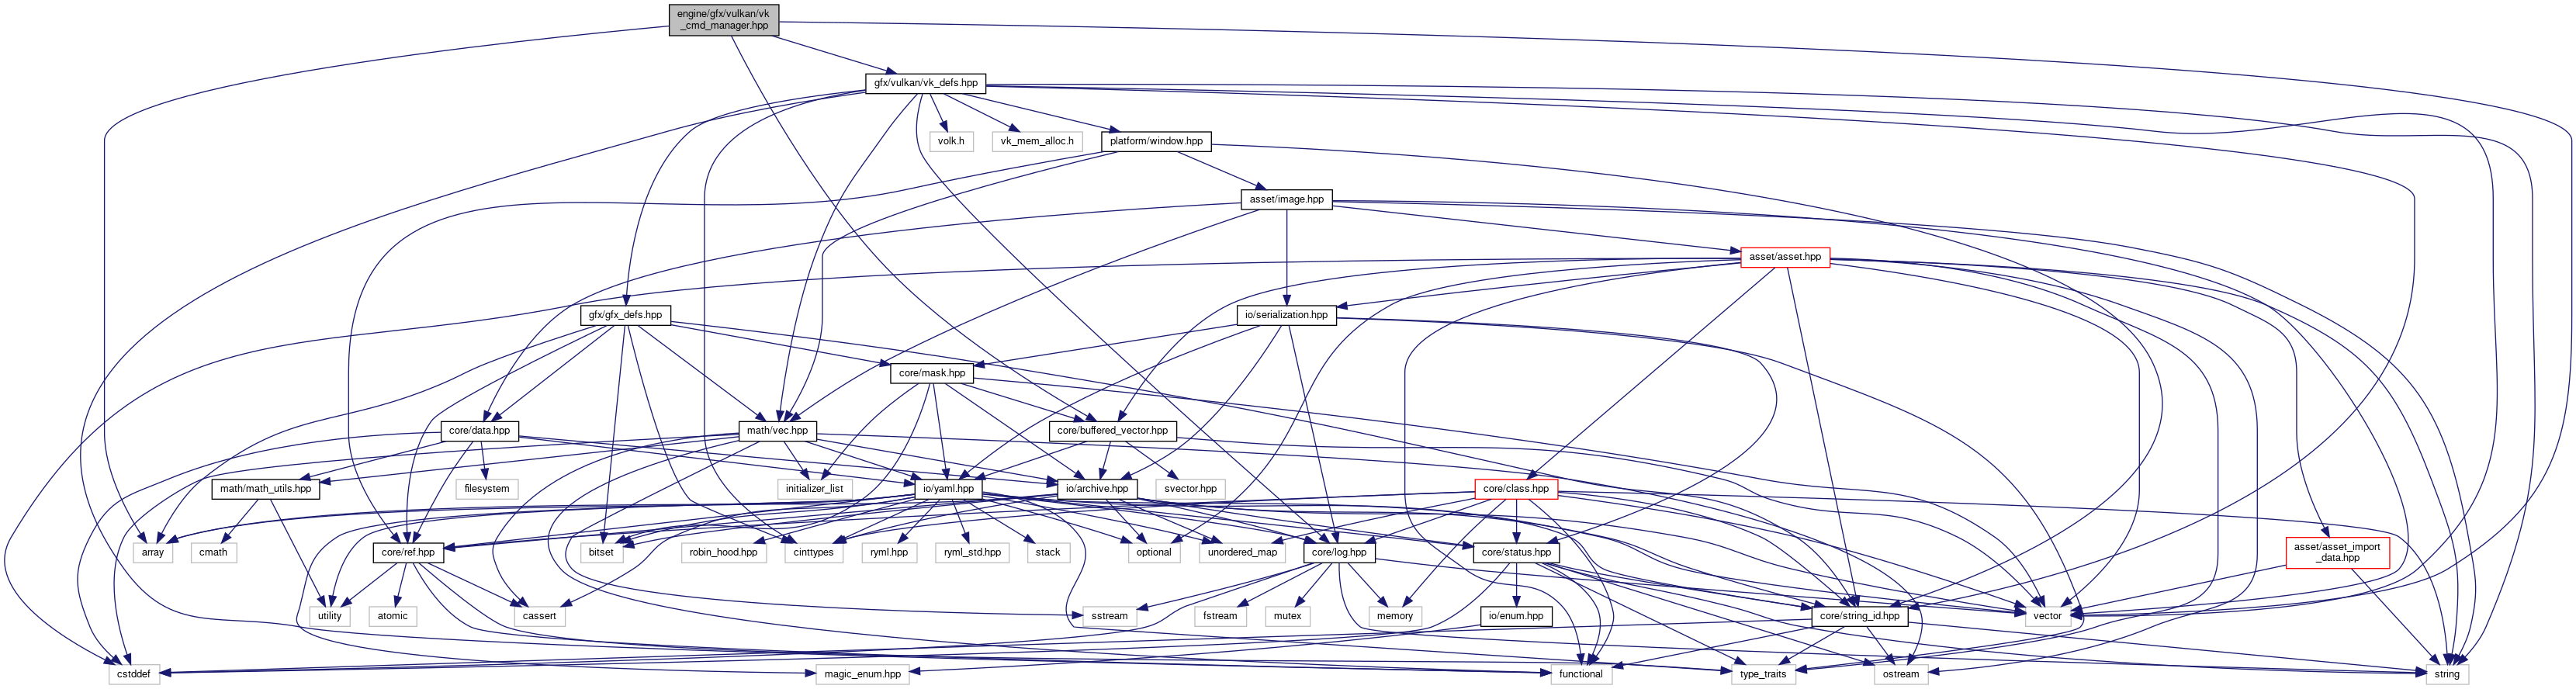 engine/gfx/vulkan/vk
_cmd_manager.hpp
gfx/vulkan/vk_defs.hpp
volk.h
vk_mem_alloc.h
platform/window.hpp
asset/image.hpp
asset/asset.hpp
gfx/gfx_defs.hpp
io/serialization.hpp
core/mask.hpp
core/data.hpp
math/vec.hpp
core/buffered_vector.hpp
math/math_utils.hpp
filesystem
initializer_list
io/yaml.hpp
io/archive.hpp
svector.hpp
core/class.hpp
array
cmath
core/ref.hpp
bitset
robin_hood.hpp
cinttypes
ryml.hpp
ryml_std.hpp
stack
optional
unordered_map
core/log.hpp
core/status.hpp
asset/asset_import
_data.hpp
utility
atomic
cassert
sstream
fstream
mutex
memory
io/enum.hpp
core/string_id.hpp
vector
cstddef
magic_enum.hpp
functional
type_traits
ostream
string